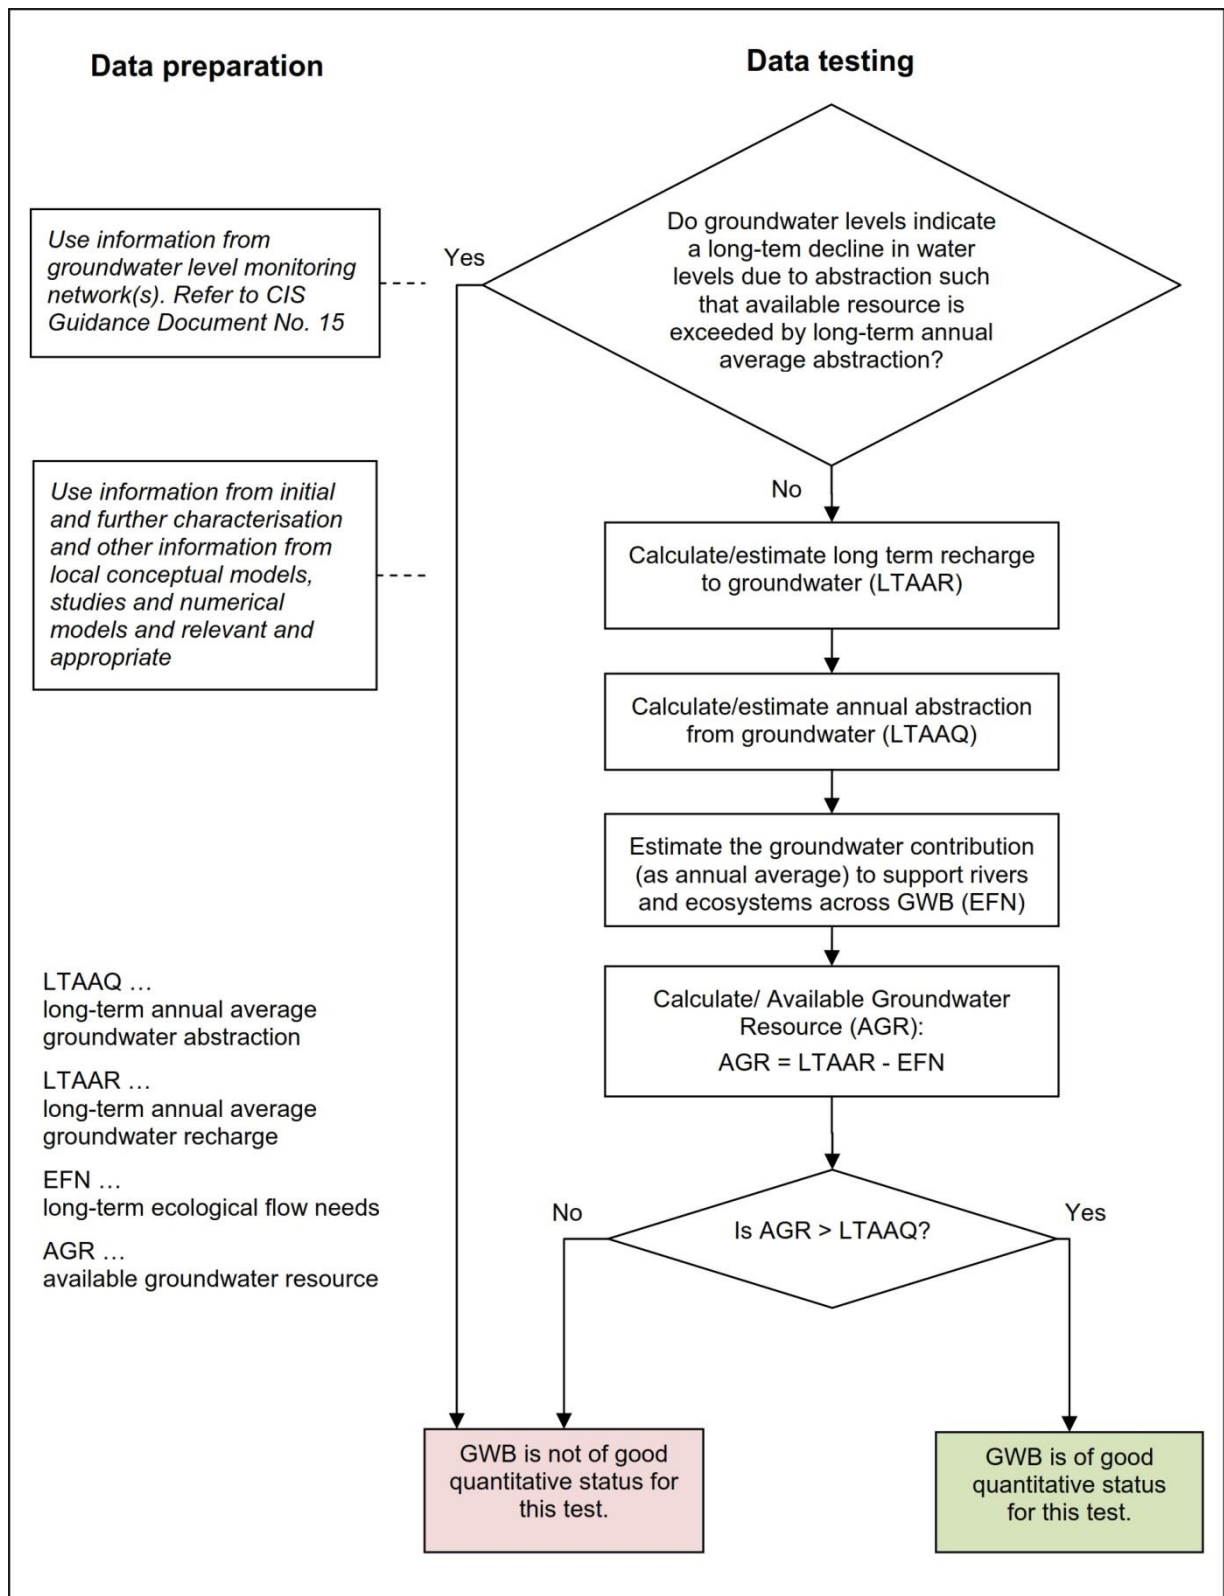 Data preparation
Data testing
Use information from
groundwater level monitoring
network(s). Refer to CIS
Guidance Document No. 15
Yes
Do groundwater levels indicate
a long-tem decline in water
levels due to abstraction such
that available resource is
exceeded by long-term annual
average abstraction?
No
Use information from initial
and further characterisation
and other information from
local conceptual models,
studies and numerical
models and relevant and
appropriate
Calculate/estimate long term recharge
to groundwater (LTAAR)
Calculate/estimate annual abstraction
from groundwater (LTAAQ)
Estimate the groundwater contribution
(as annual average) to support rivers
and ecosystems across GWB (EFN)
Calculate/ Available Groundwater
Resource (AGR):
AGR = LTAAR - EFN
LTAAQ …
long-term annual average
groundwater abstraction
LTAAR …
long-term annual average
groundwater recharge
EFN …
long-term ecological flow needs
AGR …
available groundwater resource
No
Is AGR > LTAAQ?
Yes
GWB is not of good
quantitative status for
this test.
GWB is of good
quantitative status
for this test.